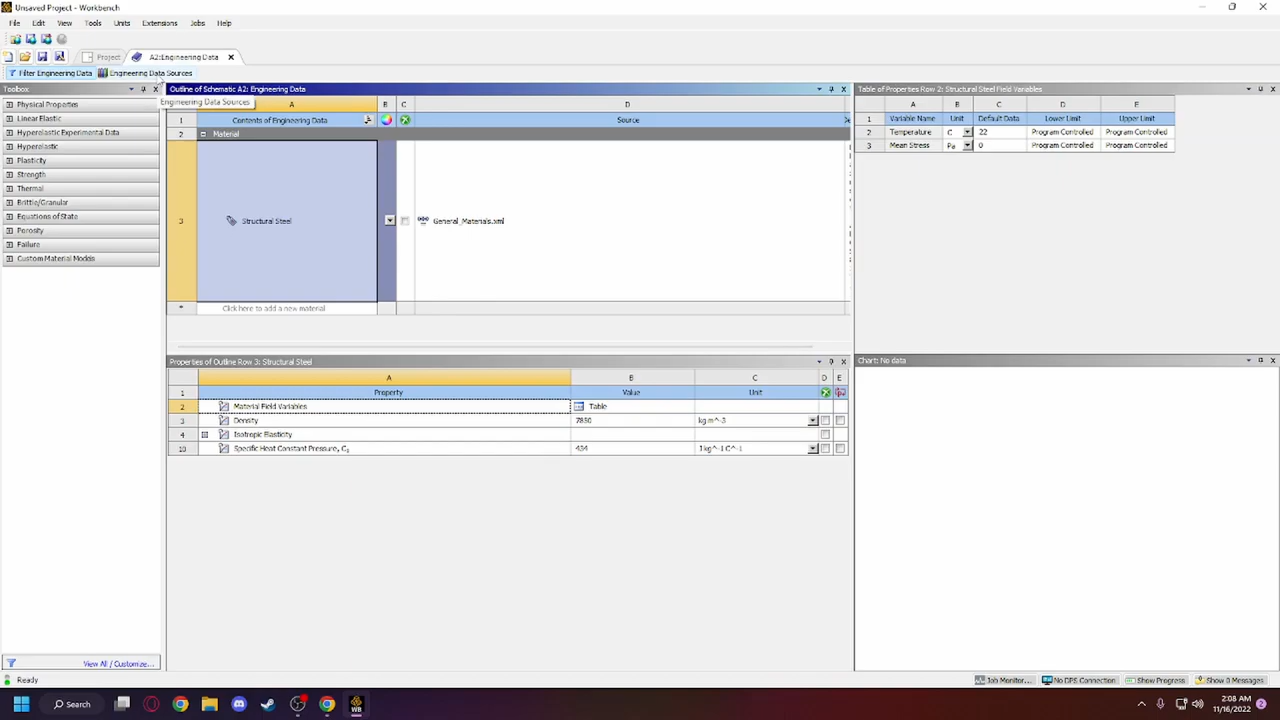 Unsaved Project - Workbench
File Edit View Tools Units Extensions Jobs Help
Project A2:Engineering Data
Filter Engineering Data Engineering Data Sources
Toolbox
Physical Properties
Linear Elastic
Hyperelastic Experimental Data
Hyperelastic
Plasticity
Strength
Thermal
Brittle/Granular
Equations of State
Porosity
Failure
Custom Material Models
View All / Customize...
Outline of Schematic A2: Engineering Data
Engineering Data Sources
A B C D
1 Contents of Engineering Data Source
2 Material
3 Structural Steel General_Materials.xml
* Click here to add a new material
Properties of Outline Row 3: Structural Steel
A B C D E
1 Property Value Unit
2 Material Field Variables Table
3 Density 7850 kg m^-3
4 Isotropic Elasticity
10 Specific Heat Constant Pressure, Cₚ 434 J kg^-1 C^-1
Table of Properties Row 2: Structural Steel Field Variables
A B C D E
1 Variable Name Unit Default Data Lower Limit Upper Limit
2 Temperature C 22 Program Controlled Program Controlled
3 Mean Stress Pa 0 Program Controlled Program Controlled
Chart: No data
Ready
Job Monitor... No DPS Connection Show Progress Show 0 Messages
Search
WB
2:08 AM
11/16/2022
2